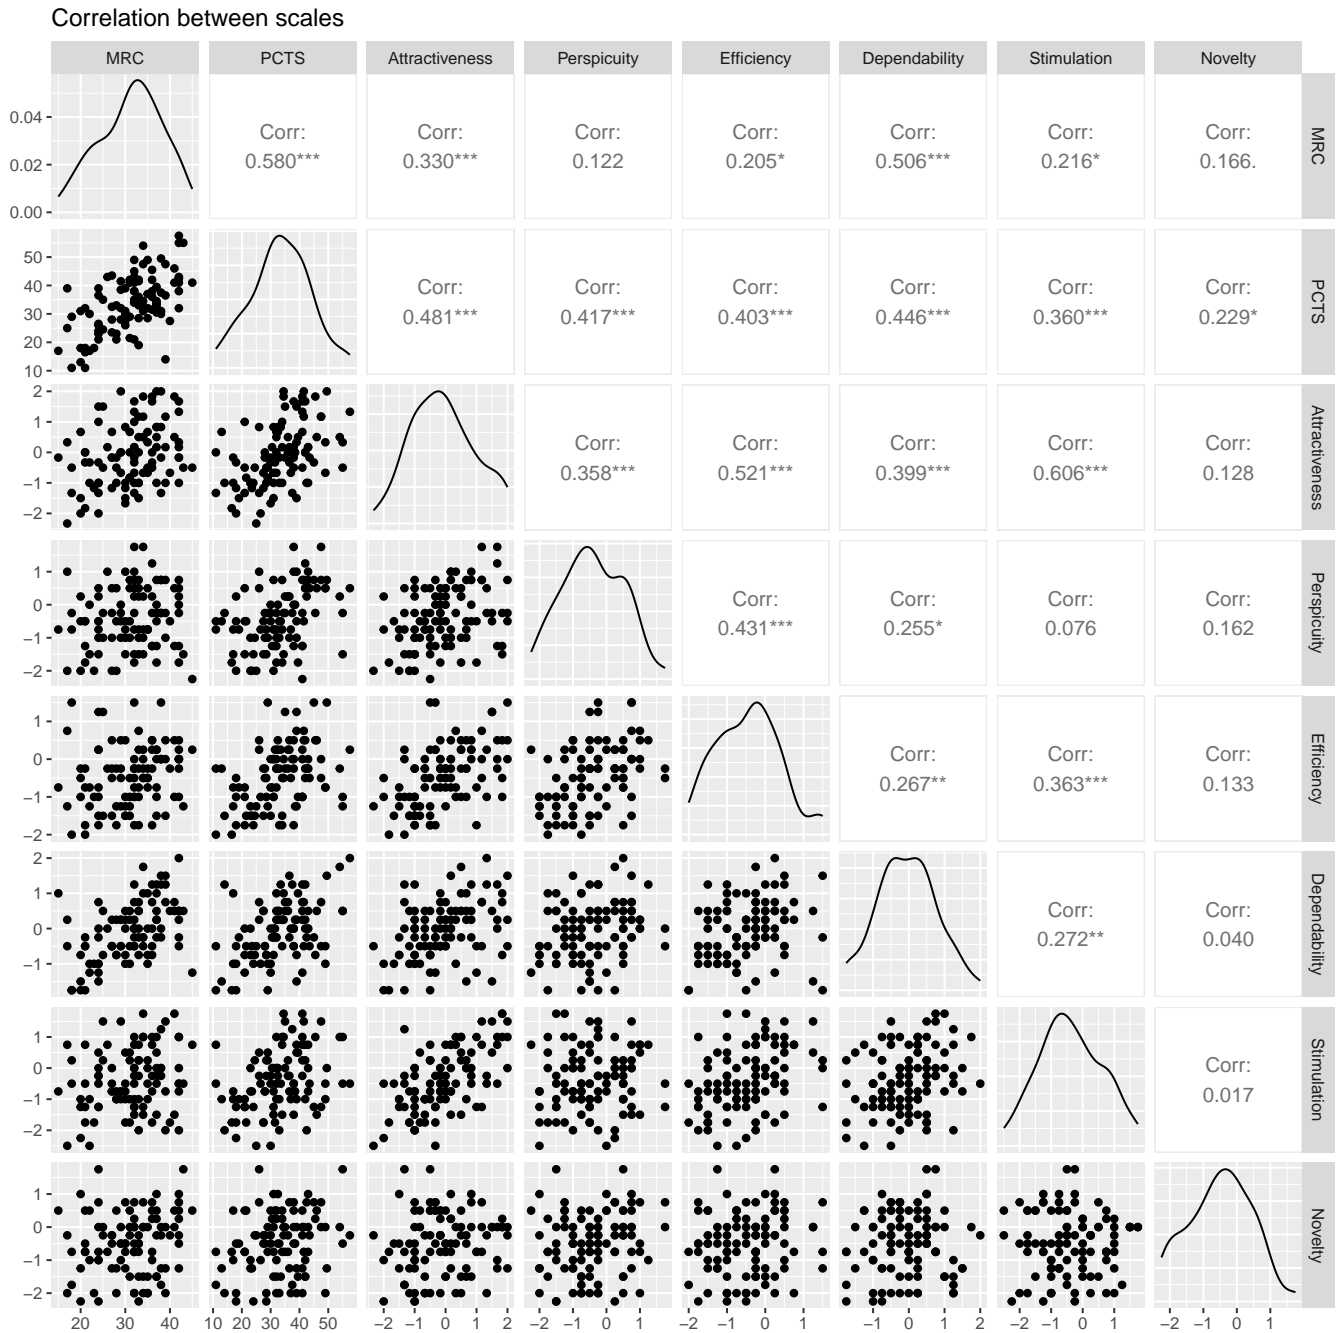 Correlation between scales
MRC PCTS Attractiveness Perspicuity Efficiency Dependability Stimulation Novelty
0.04
0.02
0.00
Corr: Corr: Corr: Corr: Corr: Corr: Corr:
0.580*** 0.330*** 0.122 0.205* 0.506*** 0.216* 0.166.
MRC
50
40
30
20
10
Corr: Corr: Corr: Corr: Corr: Corr:
0.481*** 0.417*** 0.403*** 0.446*** 0.360*** 0.229*
PCTS
2
1
0
−1
−2
Corr: Corr: Corr: Corr: Corr:
0.358*** 0.521*** 0.399*** 0.606*** 0.128
Attractiveness
1
0
−1
−2
Corr: Corr: Corr: Corr:
0.431*** 0.255* 0.076 0.162
Perspicuity
1
0
−1
−2
Corr: Corr: Corr:
0.267** 0.363*** 0.133
Efficiency
2
1
0
−1
Corr: Corr:
0.272** 0.040
Dependability
1
0
−1
−2
Corr:
0.017
Stimulation
1
0
−1
−2
Novelty
20 30 40 10 20 30 40 50 −2 −1 0 1 2 −2 −1 0 1 −2 −1 0 1 −1 0 1 2 −2 −1 0 1 −2 −1 0 1